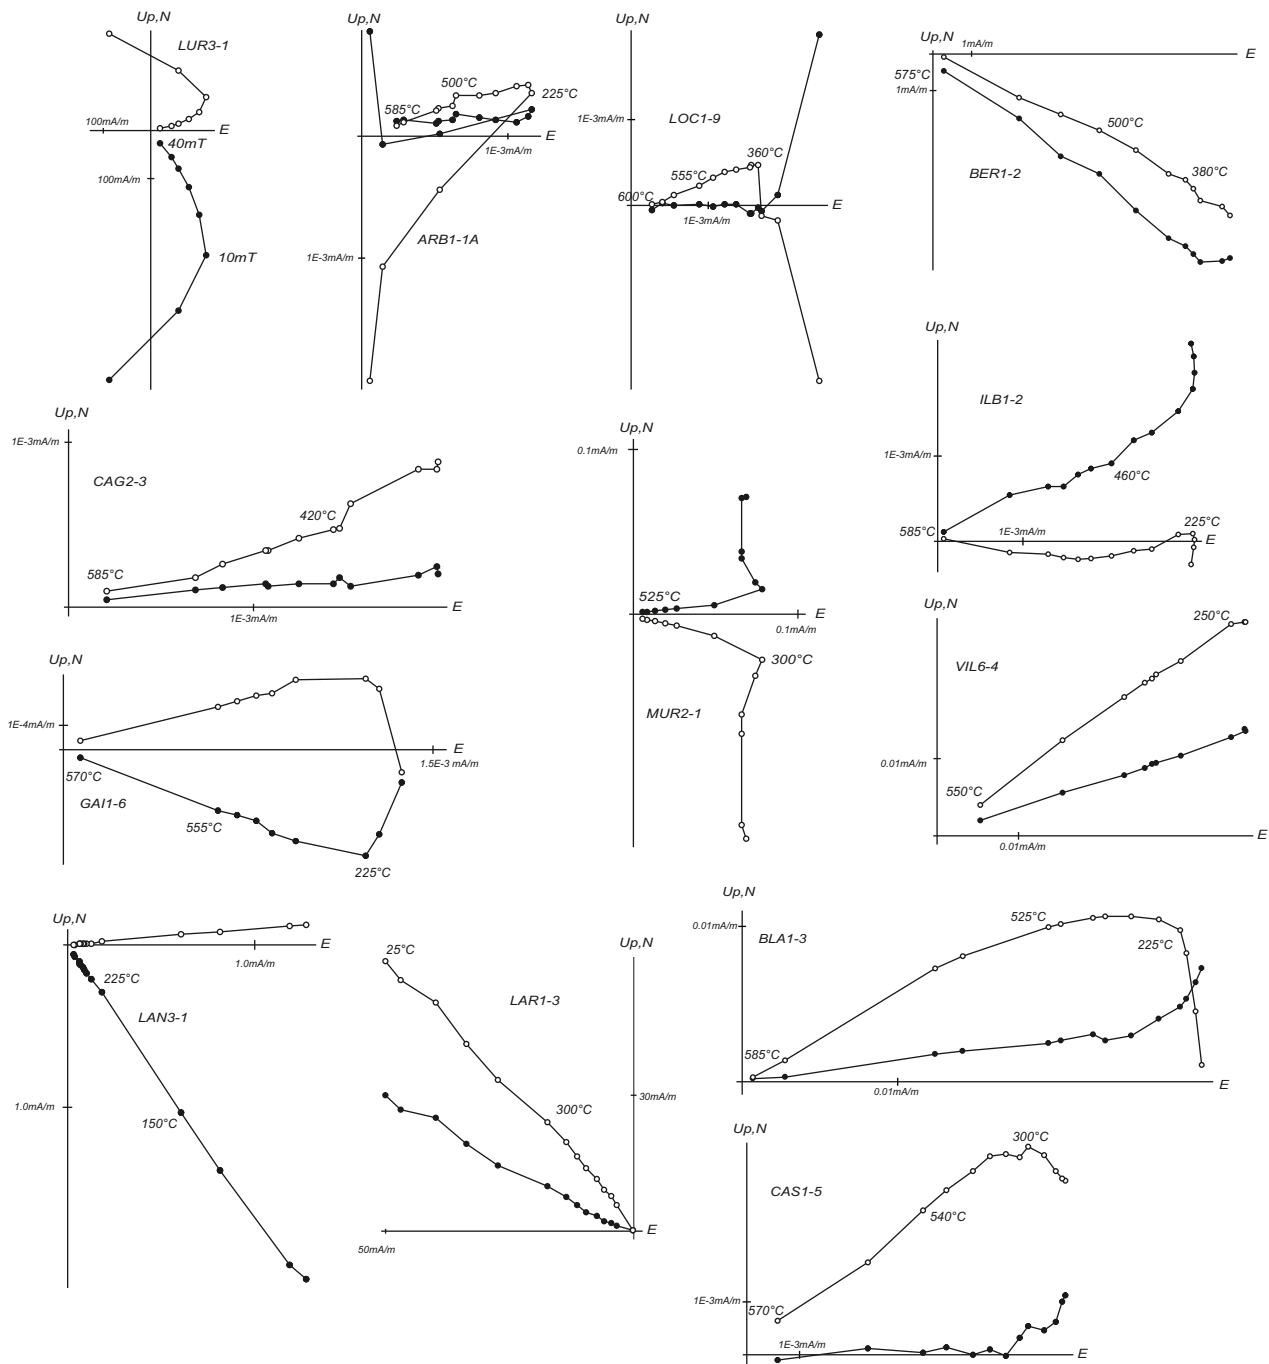 Up,N
LUR3-1
100mA/m
E
40mT
100mA/m
10mT
Up,N
500°C
585°C
225°C
E
1E-3mA/m
ARB1-1A
1E-3mA/m
Up,N
1E-3mA/m
LOC1-9
360°C
555°C
600°C
E
1E-3mA/m
Up,N
1mA/m
E
575°C
1mA/m
500°C
BER1-2
380°C
Up,N
ILB1-2
1E-3mA/m
460°C
585°C
1E-3mA/m
225°C
E
Up,N
1E-3mA/m
CAG2-3
420°C
585°C
E
1E-3mA/m
Up,N
0.1mA/m
525°C
E
0.1mA/m
300°C
MUR2-1
Up,N
250°C
VIL6-4
0.01mA/m
550°C
E
0.01mA/m
Up,N
1E-4mA/m
E
1.5E-3 mA/m
570°C
GAI1-6
555°C
225°C
Up,N
E
1.0mA/m
225°C
LAN3-1
1.0mA/m
150°C
Up,N
25°C
LAR1-3
30mA/m
300°C
E
50mA/m
Up,N
525°C
0.01mA/m
BLA1-3
225°C
585°C
E
0.01mA/m
Up,N
300°C
CAS1-5
540°C
1E-3mA/m
570°C
1E-3mA/m
E